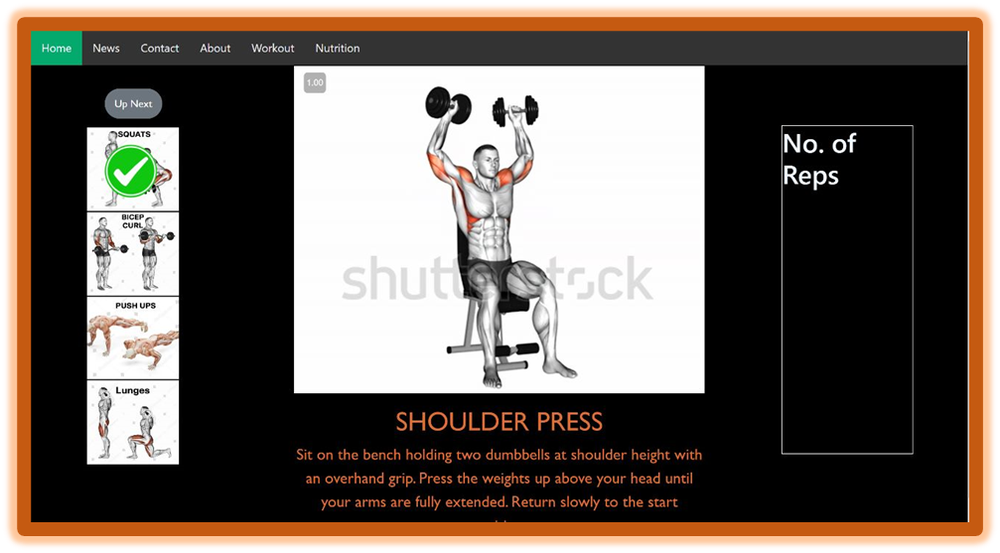 Home News Contact About Workout Nutrition
Up Next
SQUATS
BICEP
CURL
PUSH UPS
Lunges
1.00
shutterstock
SHOULDER PRESS
Sit on the bench holding two dumbbells at shoulder height with
an overhand grip. Press the weights up above your head until
your arms are fully extended. Return slowly to the start
No. of
Reps